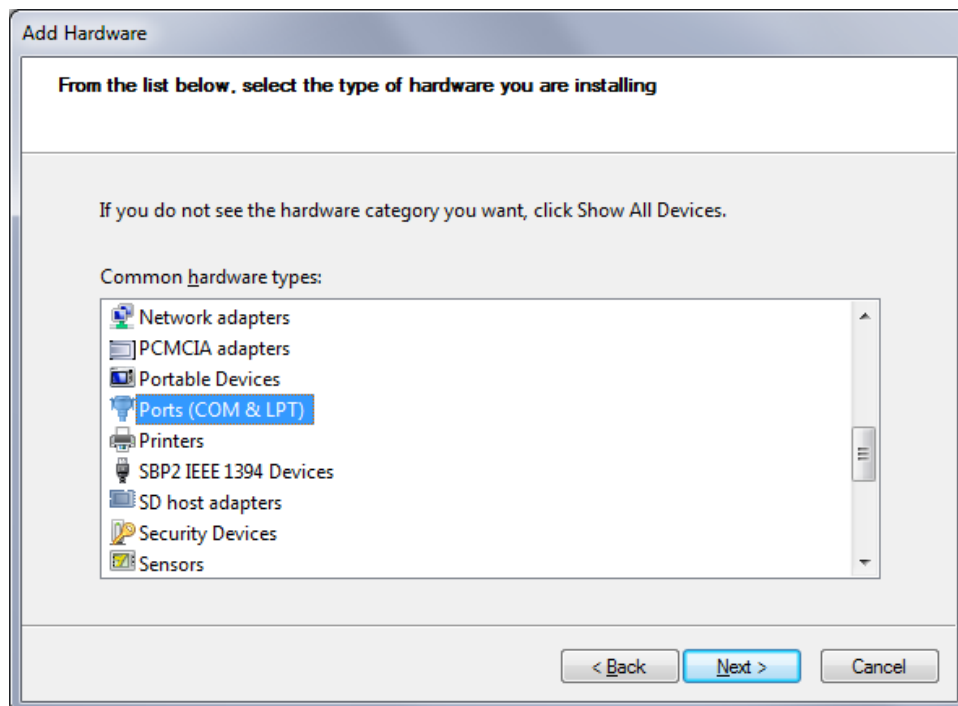 Add Hardware
From the list below, select the type of hardware you are installing
If you do not see the hardware category you want, click Show All Devices.
Common hardware types:
Network adapters
PCMCIA adapters
Portable Devices
Ports (COM & LPT)
Printers
SBP2 IEEE 1394 Devices
SD host adapters
Security Devices
Sensors
< Back Next > Cancel